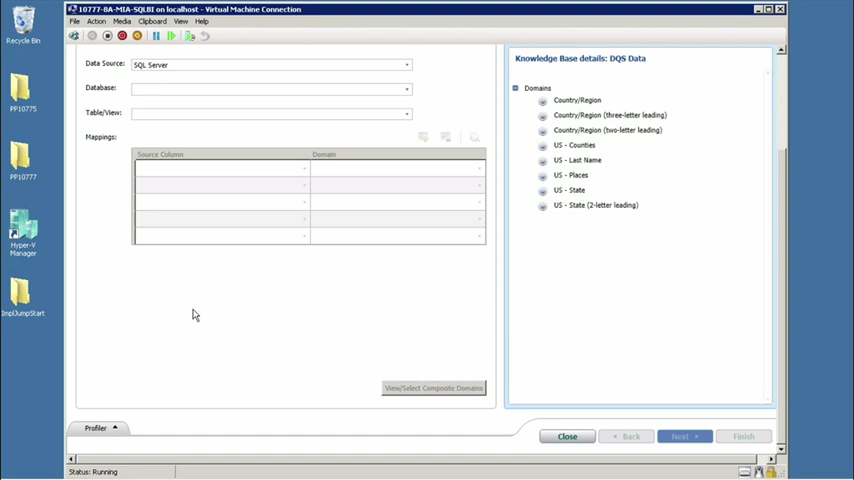 10777-8A-MIA-SQLBI on localhost - Virtual Machine Connection
File Action Media Clipboard View Help
Recycle Bin
PP10775
PP10777
Hyper-V
Manager
ImplJumpStart
Data Source: SQL Server
Database:
Table/View:
Mappings:
Source Column Domain
View/Select Composite Domains
Knowledge Base details: DQS Data
Domains
Country/Region
Country/Region (three-letter leading)
Country/Region (two-letter leading)
US - Counties
US - Last Name
US - Places
US - State
US - State (2-letter leading)
Profiler
Close < Back Next > Finish
Status: Running